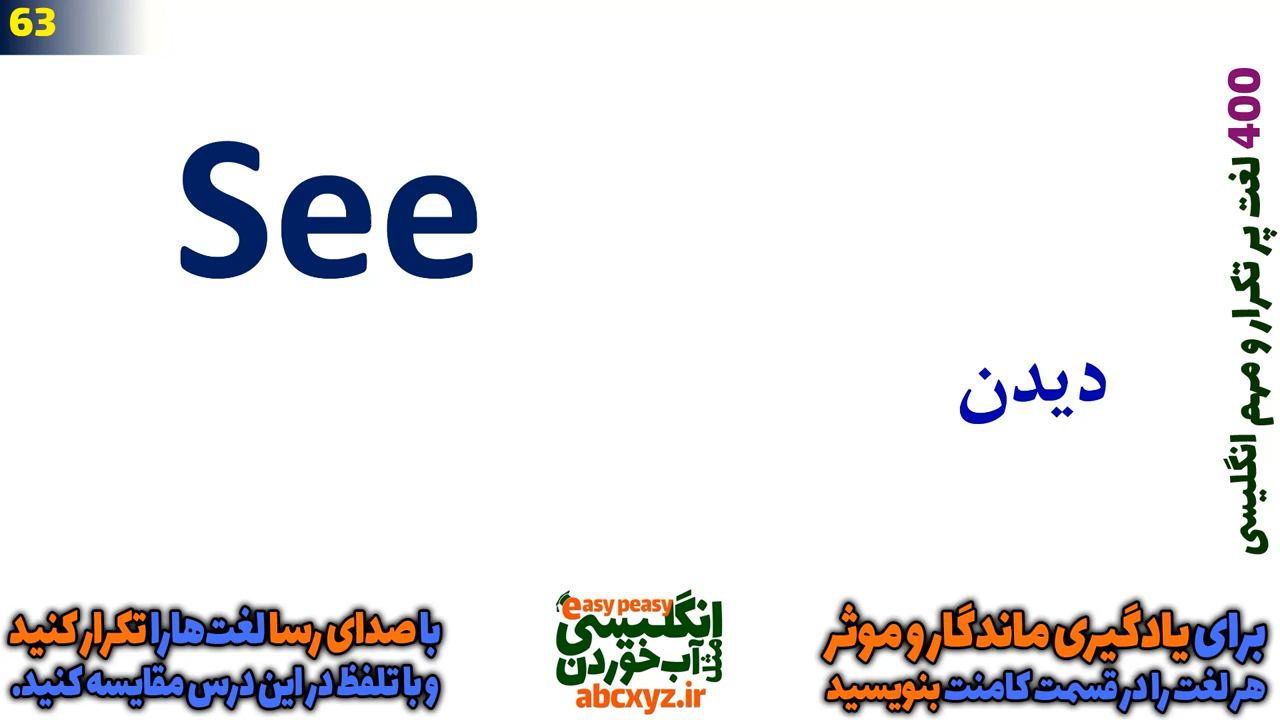 63
See
دیدن
400 لغت پر تکرار و مهم انگلیسی
با صدای رسا لغت‌ها را تکرار کنید
و با تلفظ در این درس مقایسه کنید.
easy peasy
انگلیسی
مثل
آب خوردن
abcxyz.ir
برای یادگیری ماندگار و موثر
هر لغت را در قسمت کامنت بنویسید